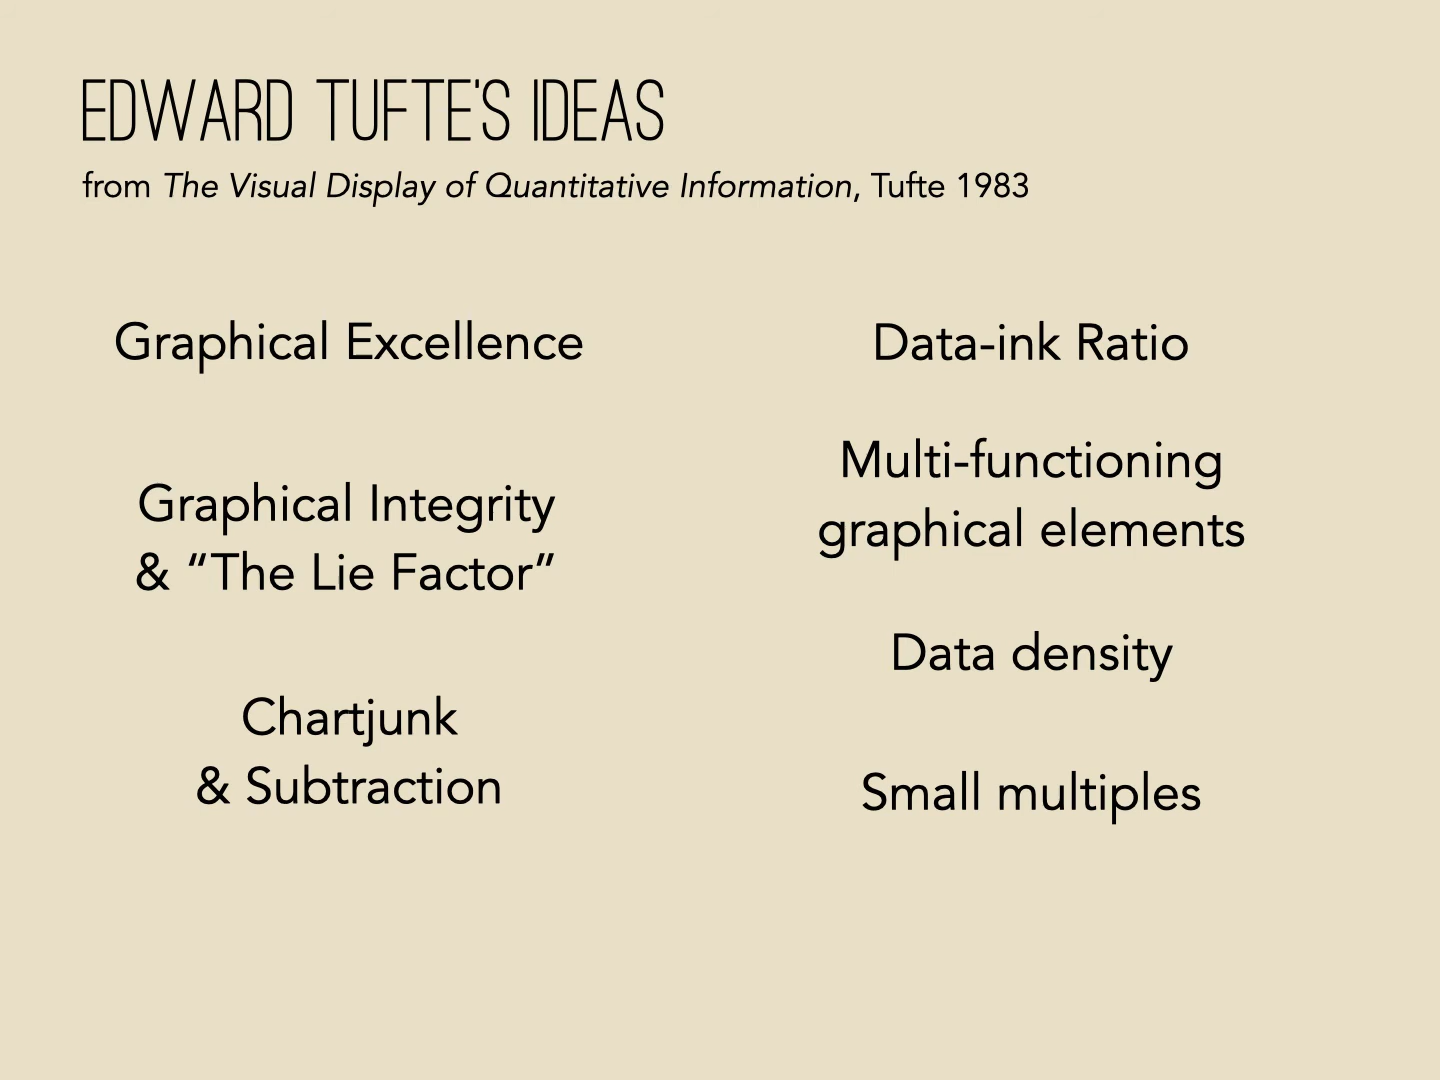 EDWARD TUFTE'S IDEAS
from The Visual Display of Quantitative Information, Tufte 1983
Graphical Excellence
Graphical Integrity
& “The Lie Factor”
Chartjunk
& Subtraction
Data-ink Ratio
Multi-functioning
graphical elements
Data density
Small multiples